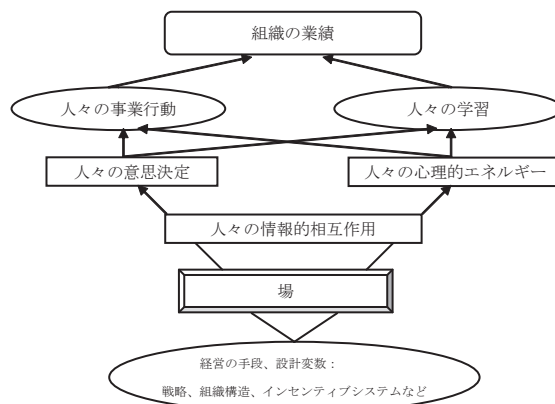 組織の業績
人々の事業行動
人々の学習
人々の意思決定
人々の心理的エネルギー
人々の情報的相互作用
場
経営の手段、設計変数：
戦略、組織構造、インセンティブシステムなど